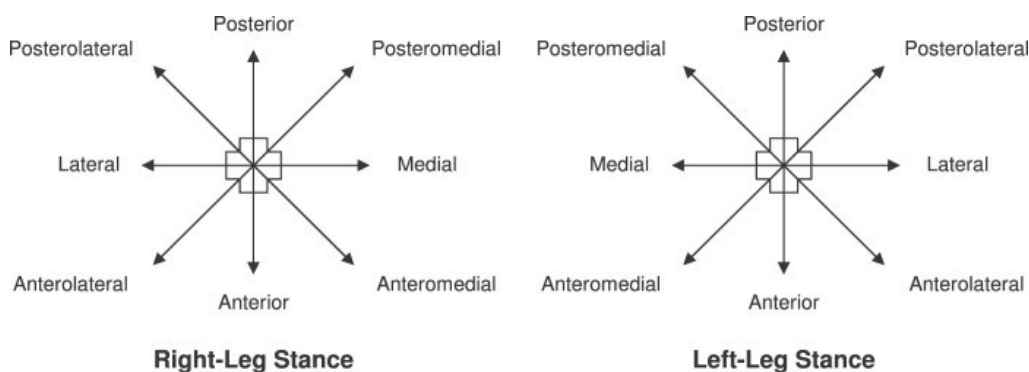 Posterior
Posterolateral
Posteromedial
Lateral
Medial
Anterolateral
Anteromedial
Anterior
Right-Leg Stance
Posterior
Posteromedial
Posterolateral
Medial
Lateral
Anteromedial
Anterolateral
Anterior
Left-Leg Stance